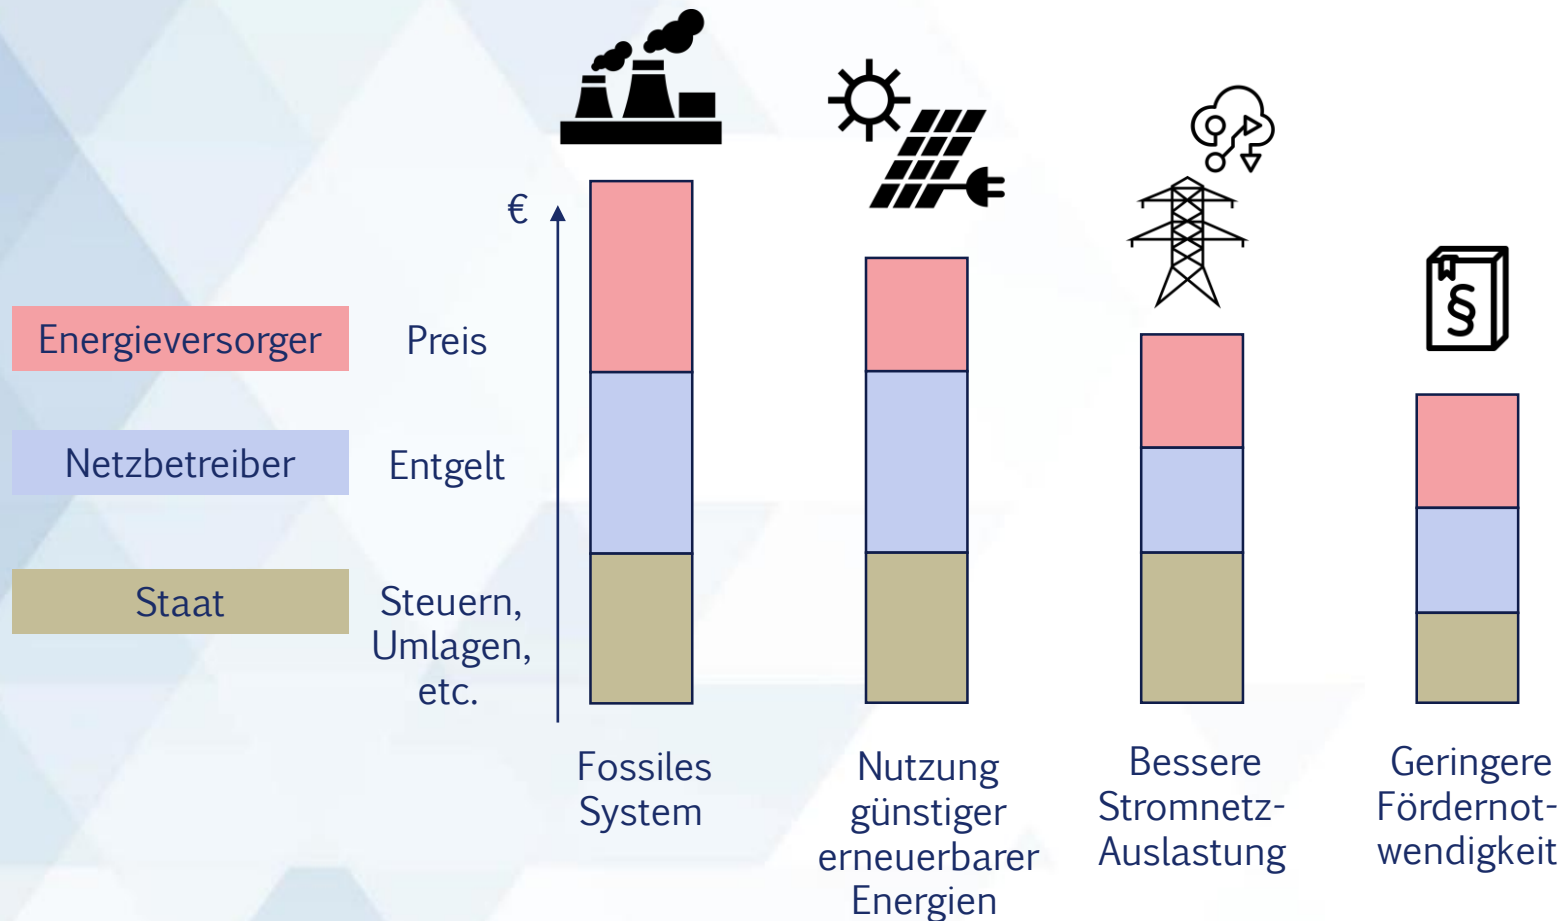 €
Energieversorger
Preis
Netzbetreiber
Entgelt
Staat
Steuern,
Umlagen,
etc.
§
Fossiles
System
Nutzung
günstiger
erneuerbarer
Energien
Bessere
Stromnetz-
Auslastung
Geringere
Fördernot-
wendigkeit